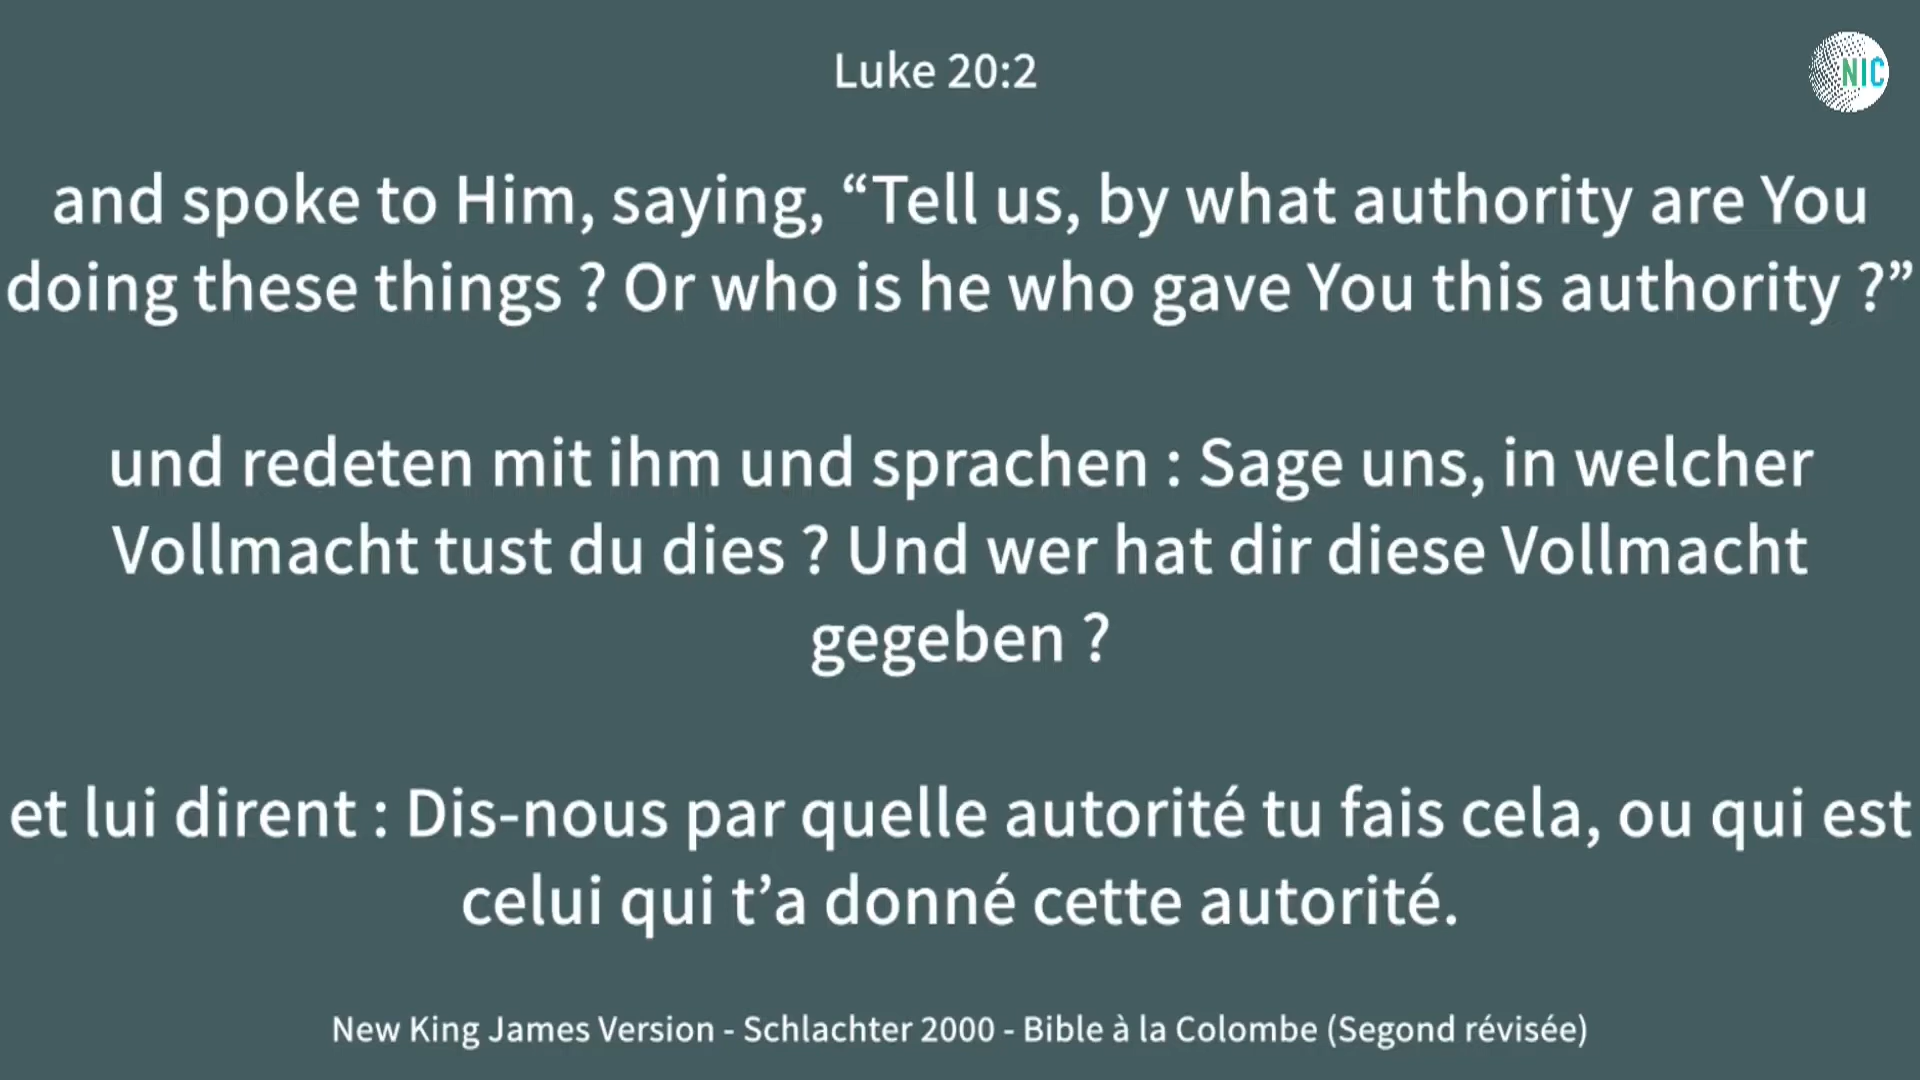 Luke 20:2
NIC
and spoke to Him, saying, “Tell us, by what authority are You
doing these things ? Or who is he who gave You this authority ?”
und redeten mit ihm und sprachen : Sage uns, in welcher
Vollmacht tust du dies ? Und wer hat dir diese Vollmacht
gegeben ?
et lui dirent : Dis-nous par quelle autorité tu fais cela, ou qui est
celui qui t’a donné cette autorité.
New King James Version - Schlachter 2000 - Bible à la Colombe (Segond révisée)